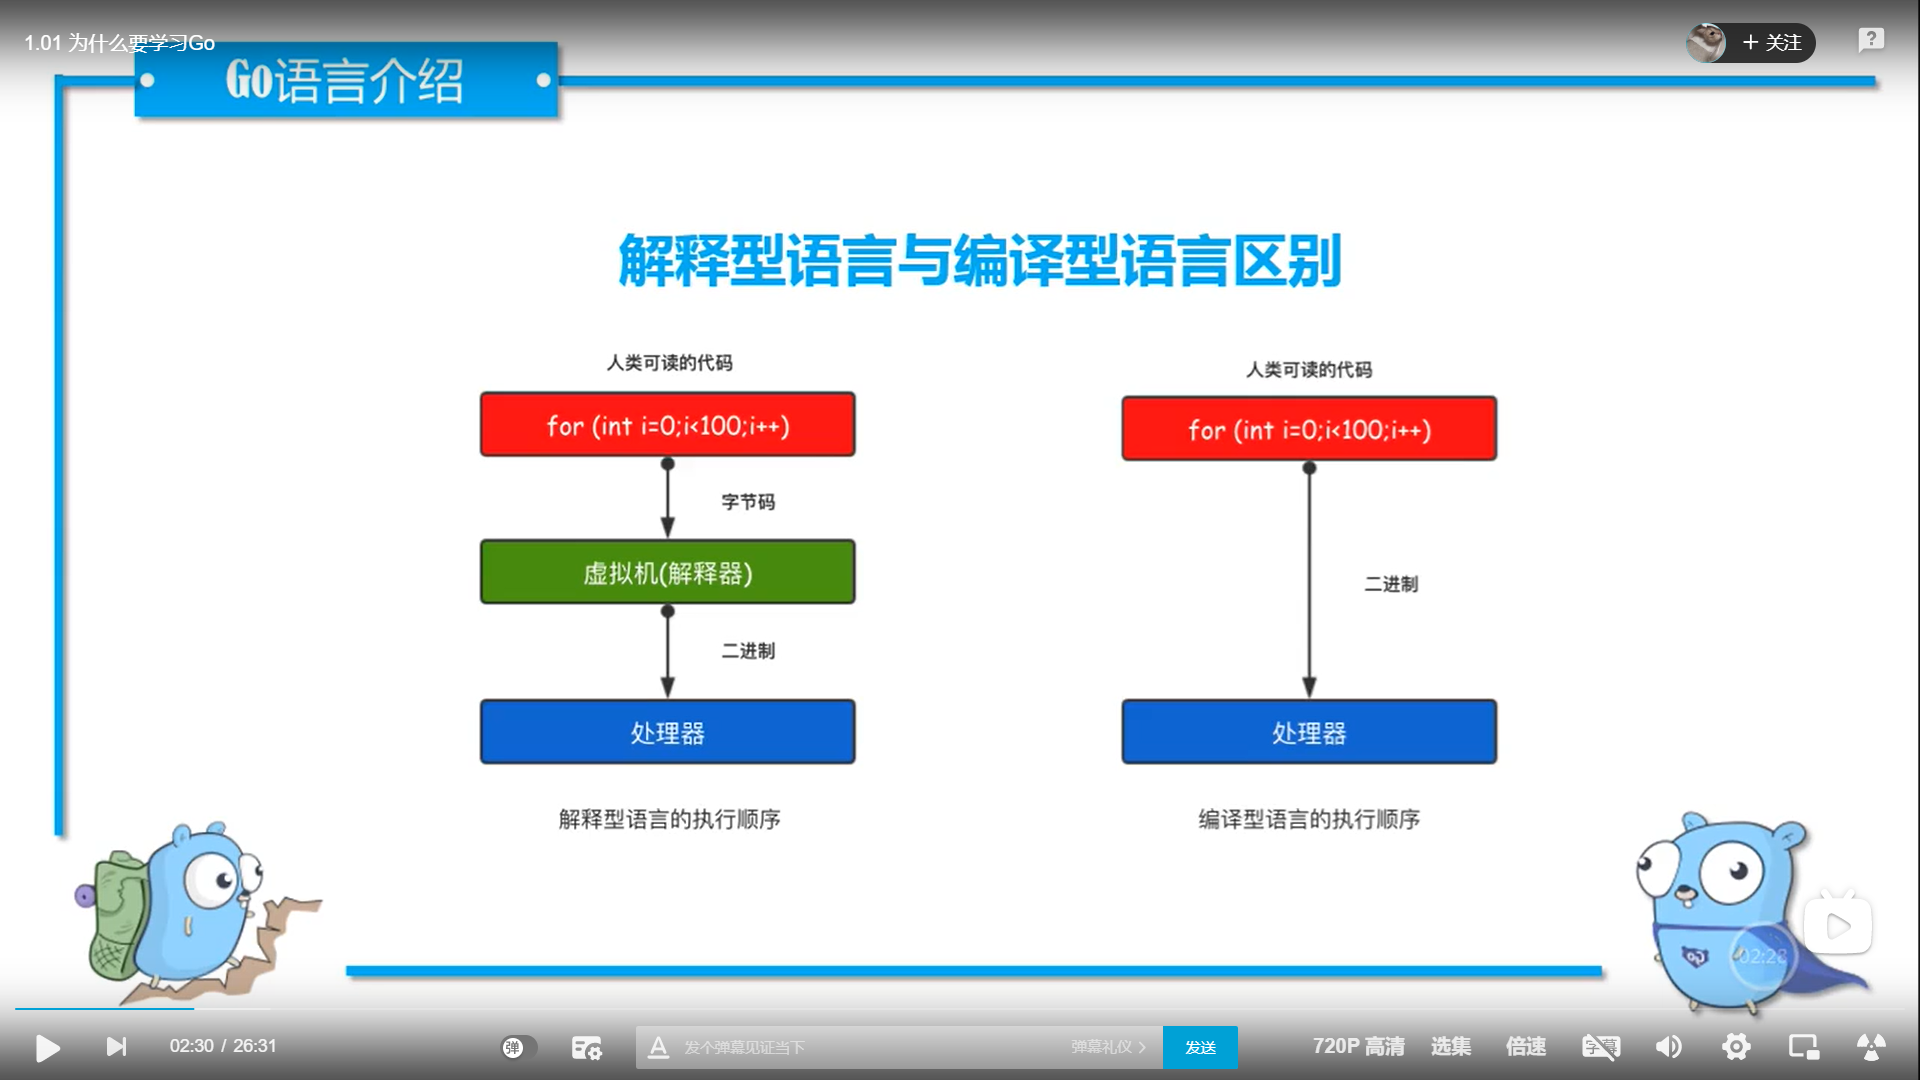 1.01 为什么要学习Go
+ 关注
Go语言介绍
解释型语言与编译型语言区别
人类可读的代码
for (int i=0;i<100;i++)
字节码
虚拟机(解释器)
二进制
处理器
解释型语言的执行顺序
人类可读的代码
for (int i=0;i<100;i++)
二进制
处理器
编译型语言的执行顺序
GO
02:28
02:30 / 26:31
弹
A
发个弹幕见证当下
弹幕礼仪 >
发送
720P 高清
选集
倍速
字幕